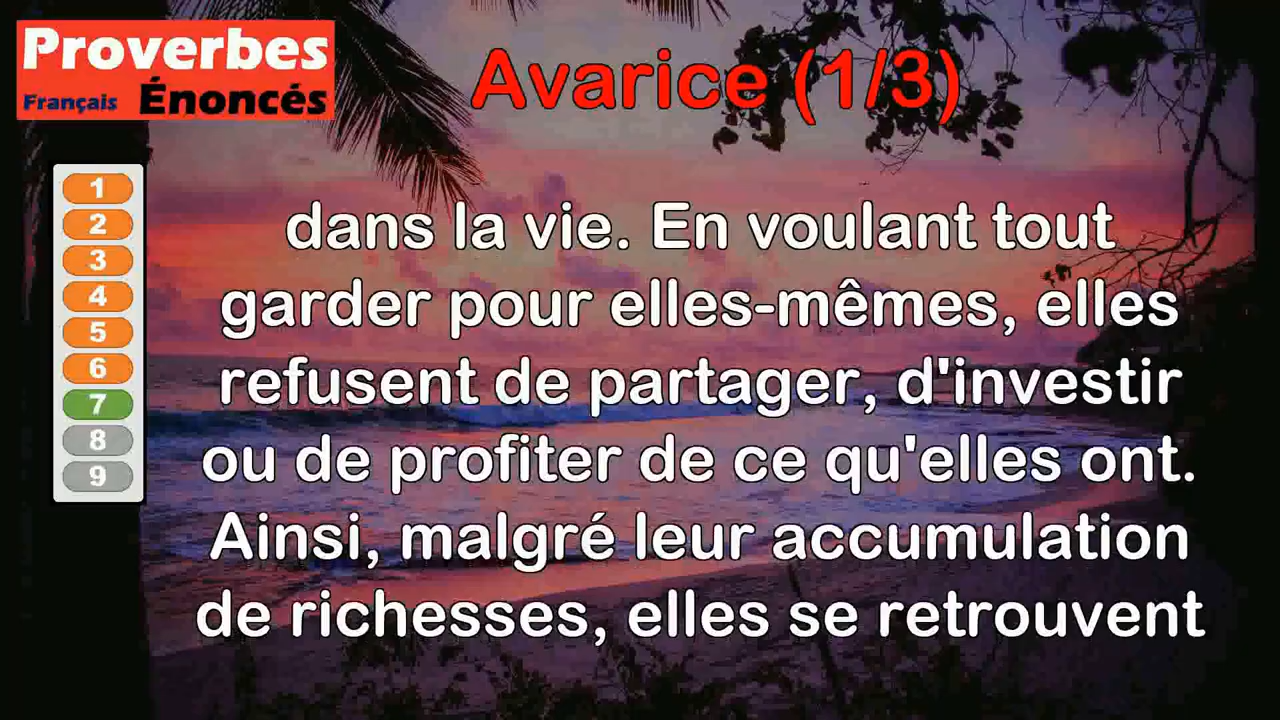 Proverbes
Français Énoncés
Avarice (1/3)
1
2
3
4
5
6
7
8
9
dans la vie. En voulant tout
garder pour elles-mêmes, elles
refusent de partager, d'investir
ou de profiter de ce qu'elles ont.
Ainsi, malgré leur accumulation
de richesses, elles se retrouvent